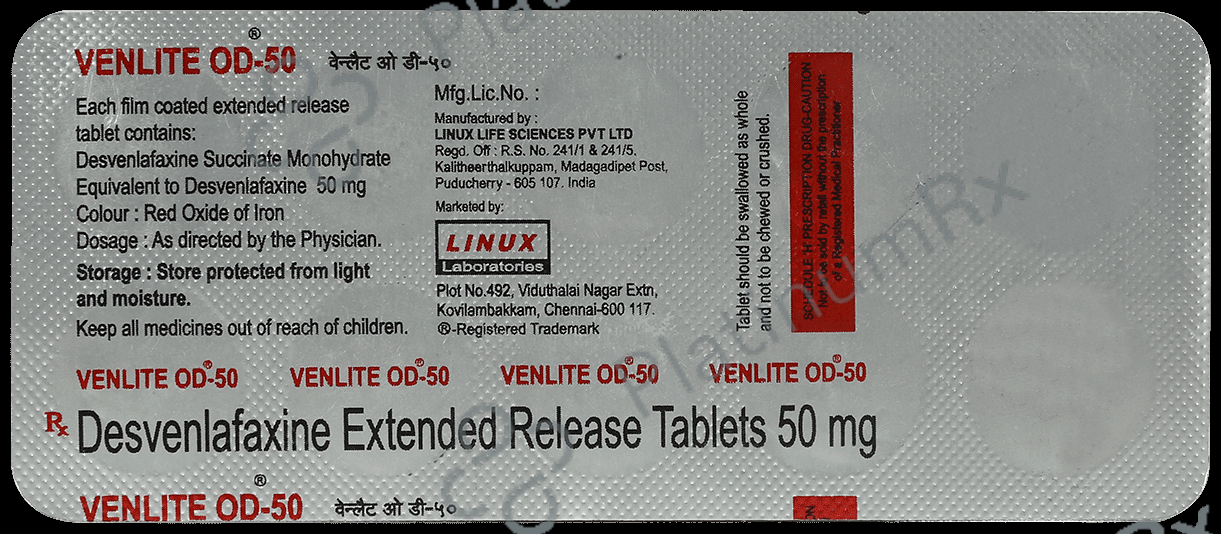 VENLITE OD®-50 वेन्लैट ओ डी-५०
Each film coated extended release
tablet contains:
Desvenlafaxine Succinate Monohydrate
Equivalent to Desvenlafaxine 50 mg
Colour : Red Oxide of Iron
Dosage : As directed by the Physician.
Storage : Store protected from light
and moisture.
Keep all medicines out of reach of children.
Mfg.Lic.No. :
Manufactured by :
LINUX LIFE SCIENCES PVT LTD
Regd. Off : R.S. No. 241/1 & 241/5.
Kalitheerthalkuppam, Madagadipet Post,
Puducherry - 605 107. India
Marketed by:
LINUX
Laboratories
Plot No.492, Viduthalai Nagar Extn,
Kovilambakkam, Chennai-600 117.
®-Registered Trademark
Tablet should be swallowed as whole
and not to be chewed or crushed.
SCHEDULE 'H' PRESCRIPTION DRUG-CAUTION
Not to be sold by retail without the prescription
of a Registered Medical Practitioner
VENLITE OD®-50 VENLITE OD®-50 VENLITE OD®-50 VENLITE OD®-50
Rx Desvenlafaxine Extended Release Tablets 50 mg
VENLITE OD®-50 वेन्लैट ओ डी-५०
ON
PlatinumRx